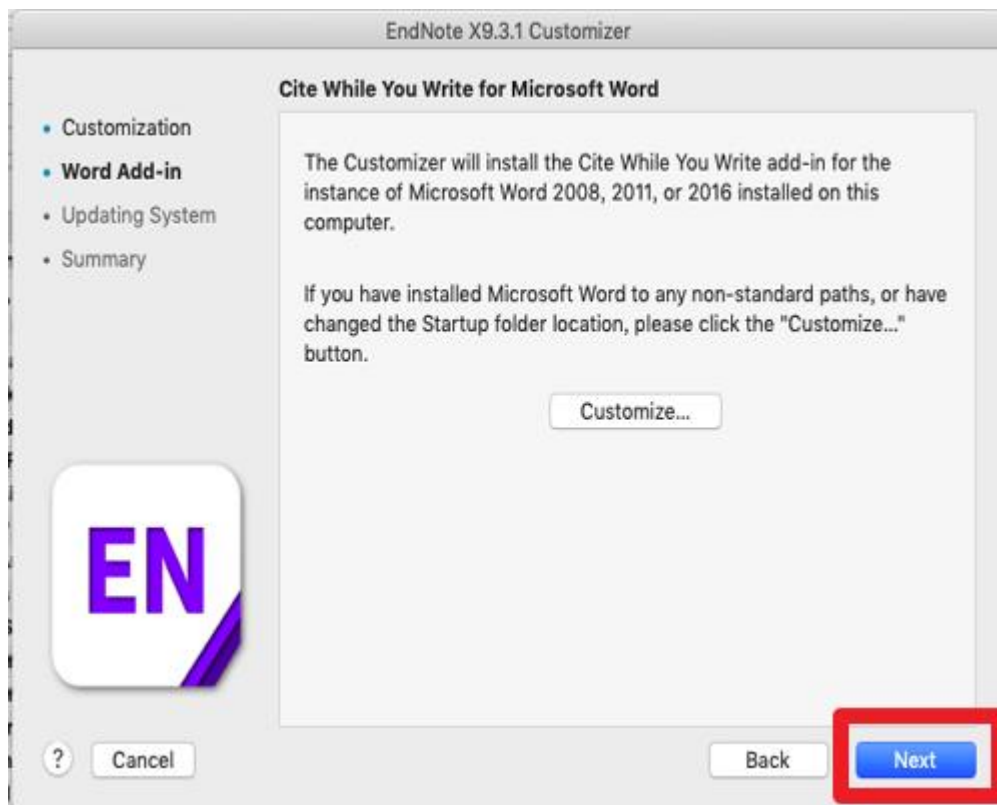 EndNote X9.3.1 Customizer
Cite While You Write for Microsoft Word
• Customization
• Word Add-in
• Updating System
• Summary
The Customizer will install the Cite While You Write add-in for the
instance of Microsoft Word 2008, 2011, or 2016 installed on this
computer.
If you have installed Microsoft Word to any non-standard paths, or have
changed the Startup folder location, please click the "Customize..."
button.
Customize...
EN
? Cancel Back Next